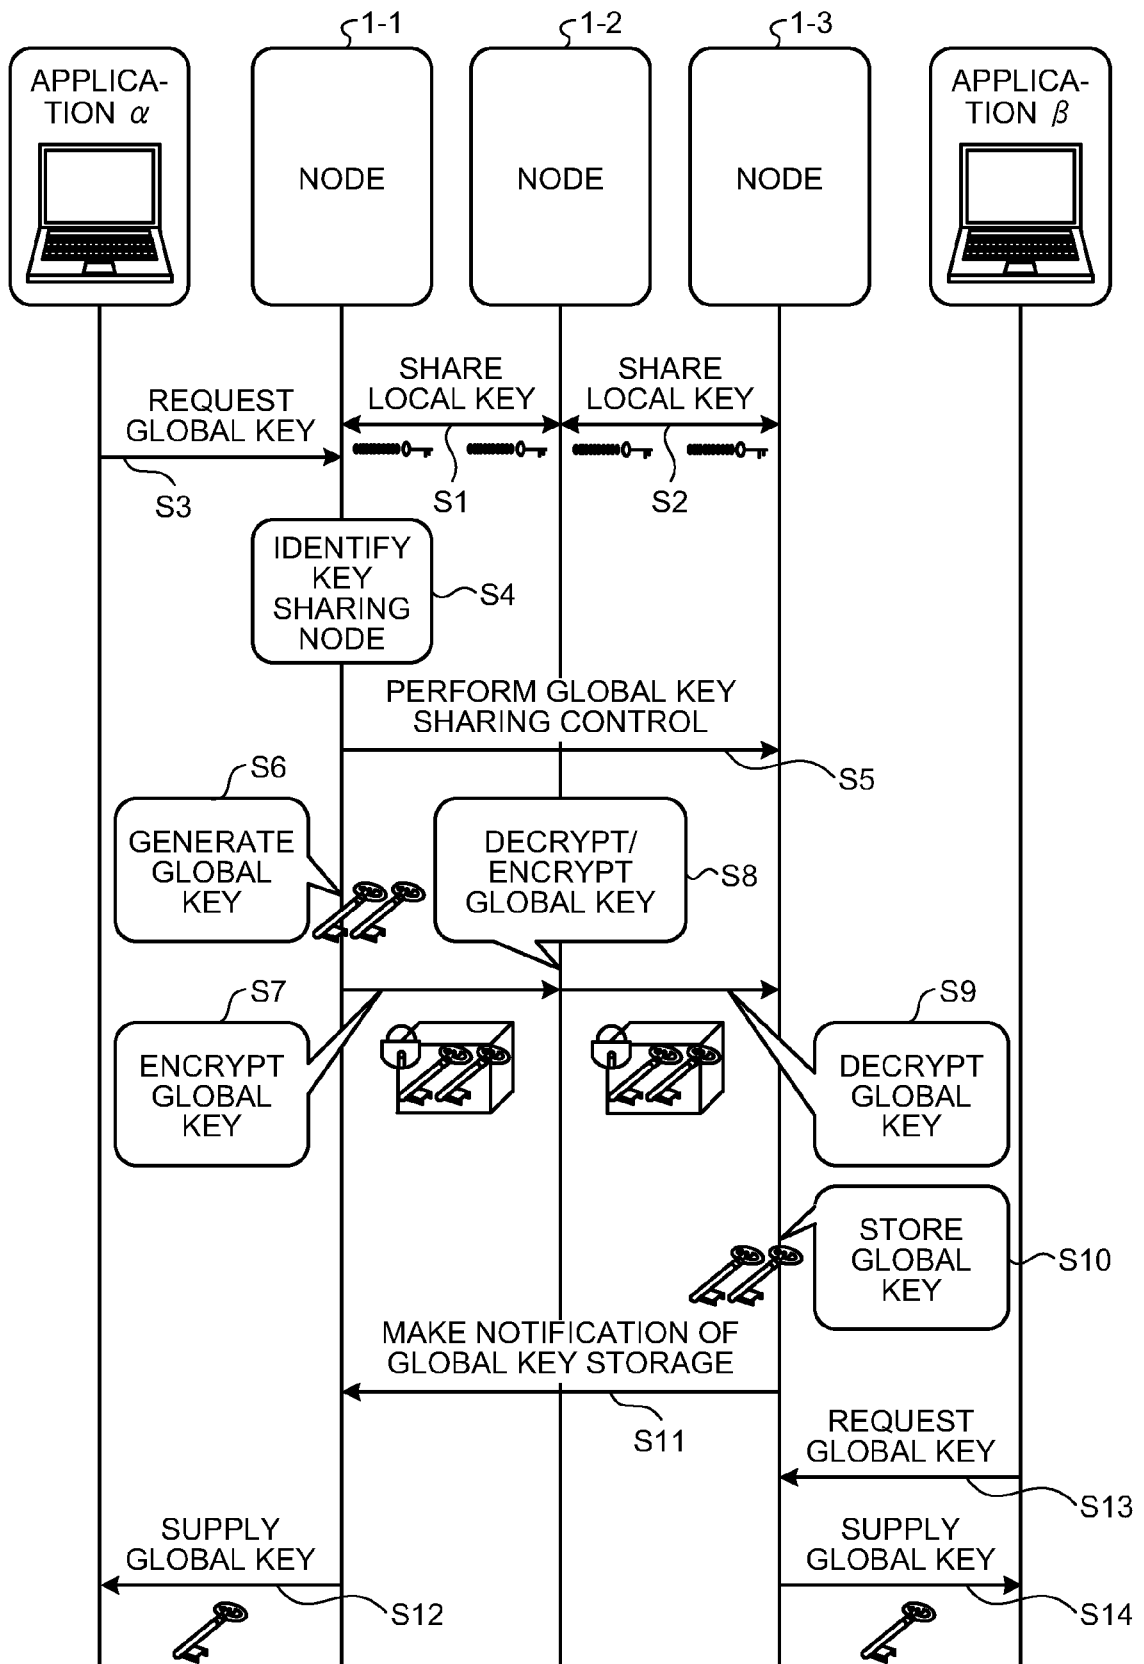 1-1
1-2
1-3
APPLICA-
TION α
NODE
NODE
NODE
APPLICA-
TION β
SHARE
LOCAL KEY
SHARE
LOCAL KEY
REQUEST
GLOBAL KEY
S1
S2
S3
IDENTIFY
KEY
SHARING
NODE
S4
PERFORM GLOBAL KEY
SHARING CONTROL
S5
S6
GENERATE
GLOBAL
KEY
DECRYPT/
ENCRYPT
GLOBAL KEY
S8
S7
ENCRYPT
GLOBAL
KEY
S9
DECRYPT
GLOBAL
KEY
STORE
GLOBAL
KEY
S10
MAKE NOTIFICATION OF
GLOBAL KEY STORAGE
S11
REQUEST
GLOBAL KEY
S13
SUPPLY
GLOBAL KEY
S12
SUPPLY
GLOBAL KEY
S14